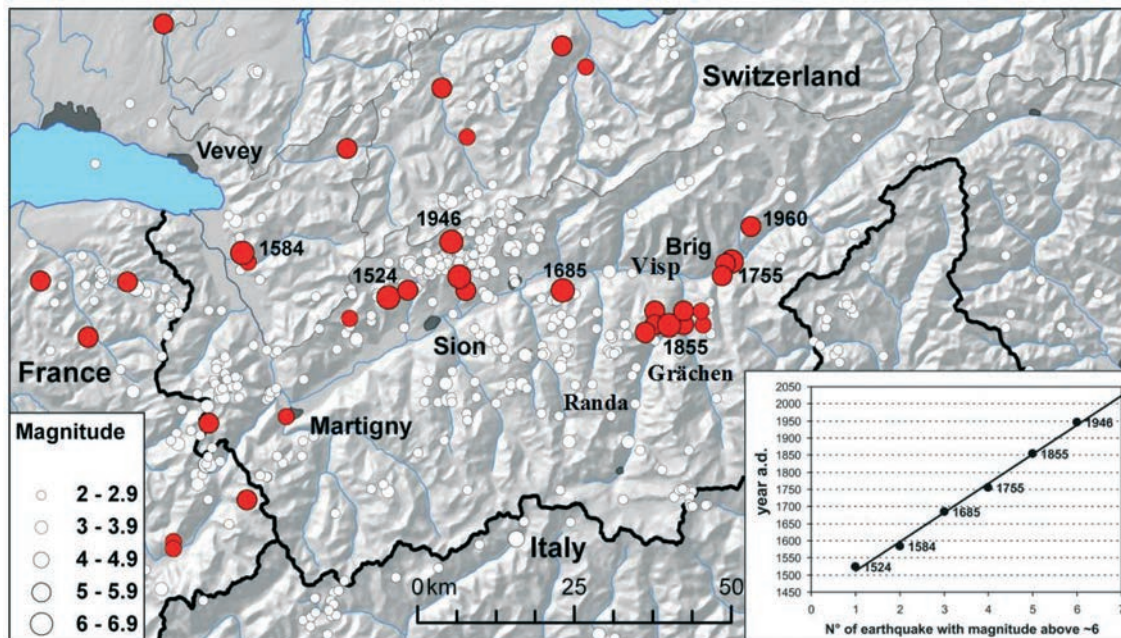 Switzerland
Vevey
1946
1960
1584
Brig
Visp
1524
1685
1755
Sion
1855
France
Grächen
Randa
Martigny
Italy
0 km 25 50
Magnitude
2 - 2.9
3 - 3.9
4 - 4.9
5 - 5.9
6 - 6.9
year a.d.
2050
2000
1950
1900
1850
1800
1750
1700
1650
1600
1550
1500
1450
1946
1855
1755
1685
1584
1524
0 1 2 3 4 5 6 7
N° of earthquake with magnitude above ~6